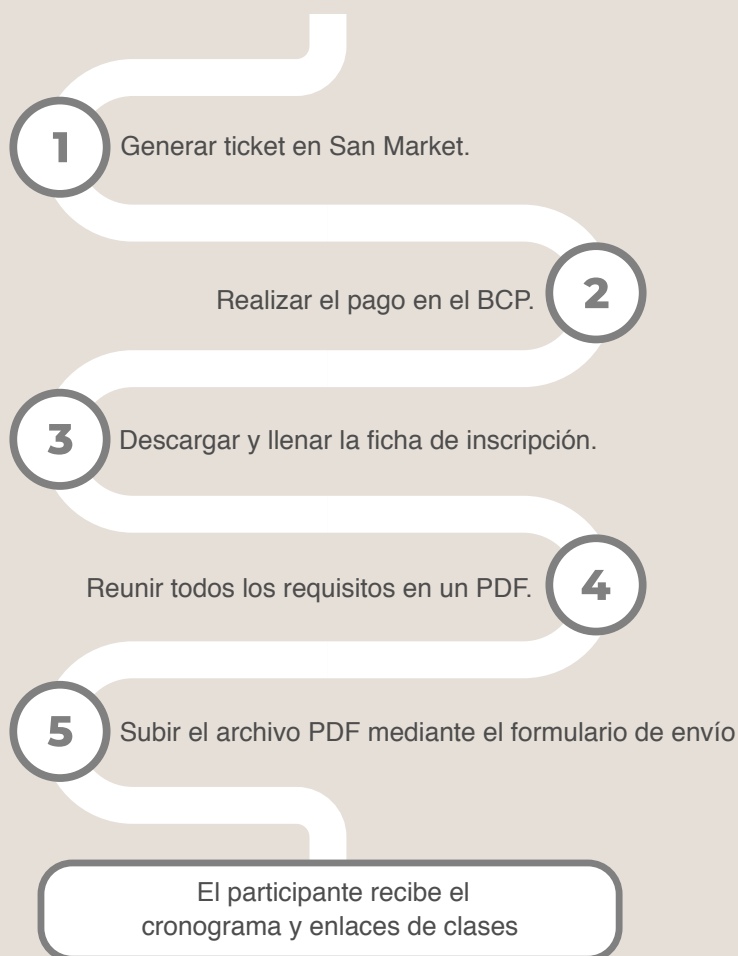 1
Generar ticket en San Market.
2
Realizar el pago en el BCP.
3
Descargar y llenar la ficha de inscripción.
4
Reunir todos los requisitos en un PDF.
5
Subir el archivo PDF mediante el formulario de envío
El participante recibe el
cronograma y enlaces de clases